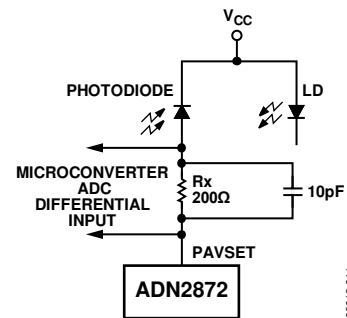 VCC
PHOTODIODE
LD
MICROCONVERTER
ADC
DIFFERENTIAL
INPUT
Rx
200Ω
10pF
PAVSET
ADN2872